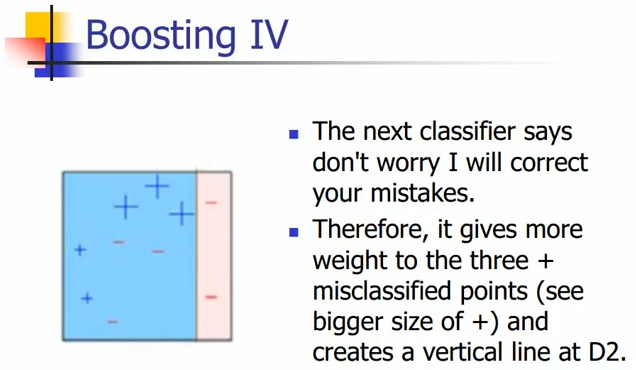 Boosting IV
The next classifier says
don't worry I will correct
your mistakes.
Therefore, it gives more
weight to the three +
misclassified points (see
bigger size of +) and
creates a vertical line at D2.